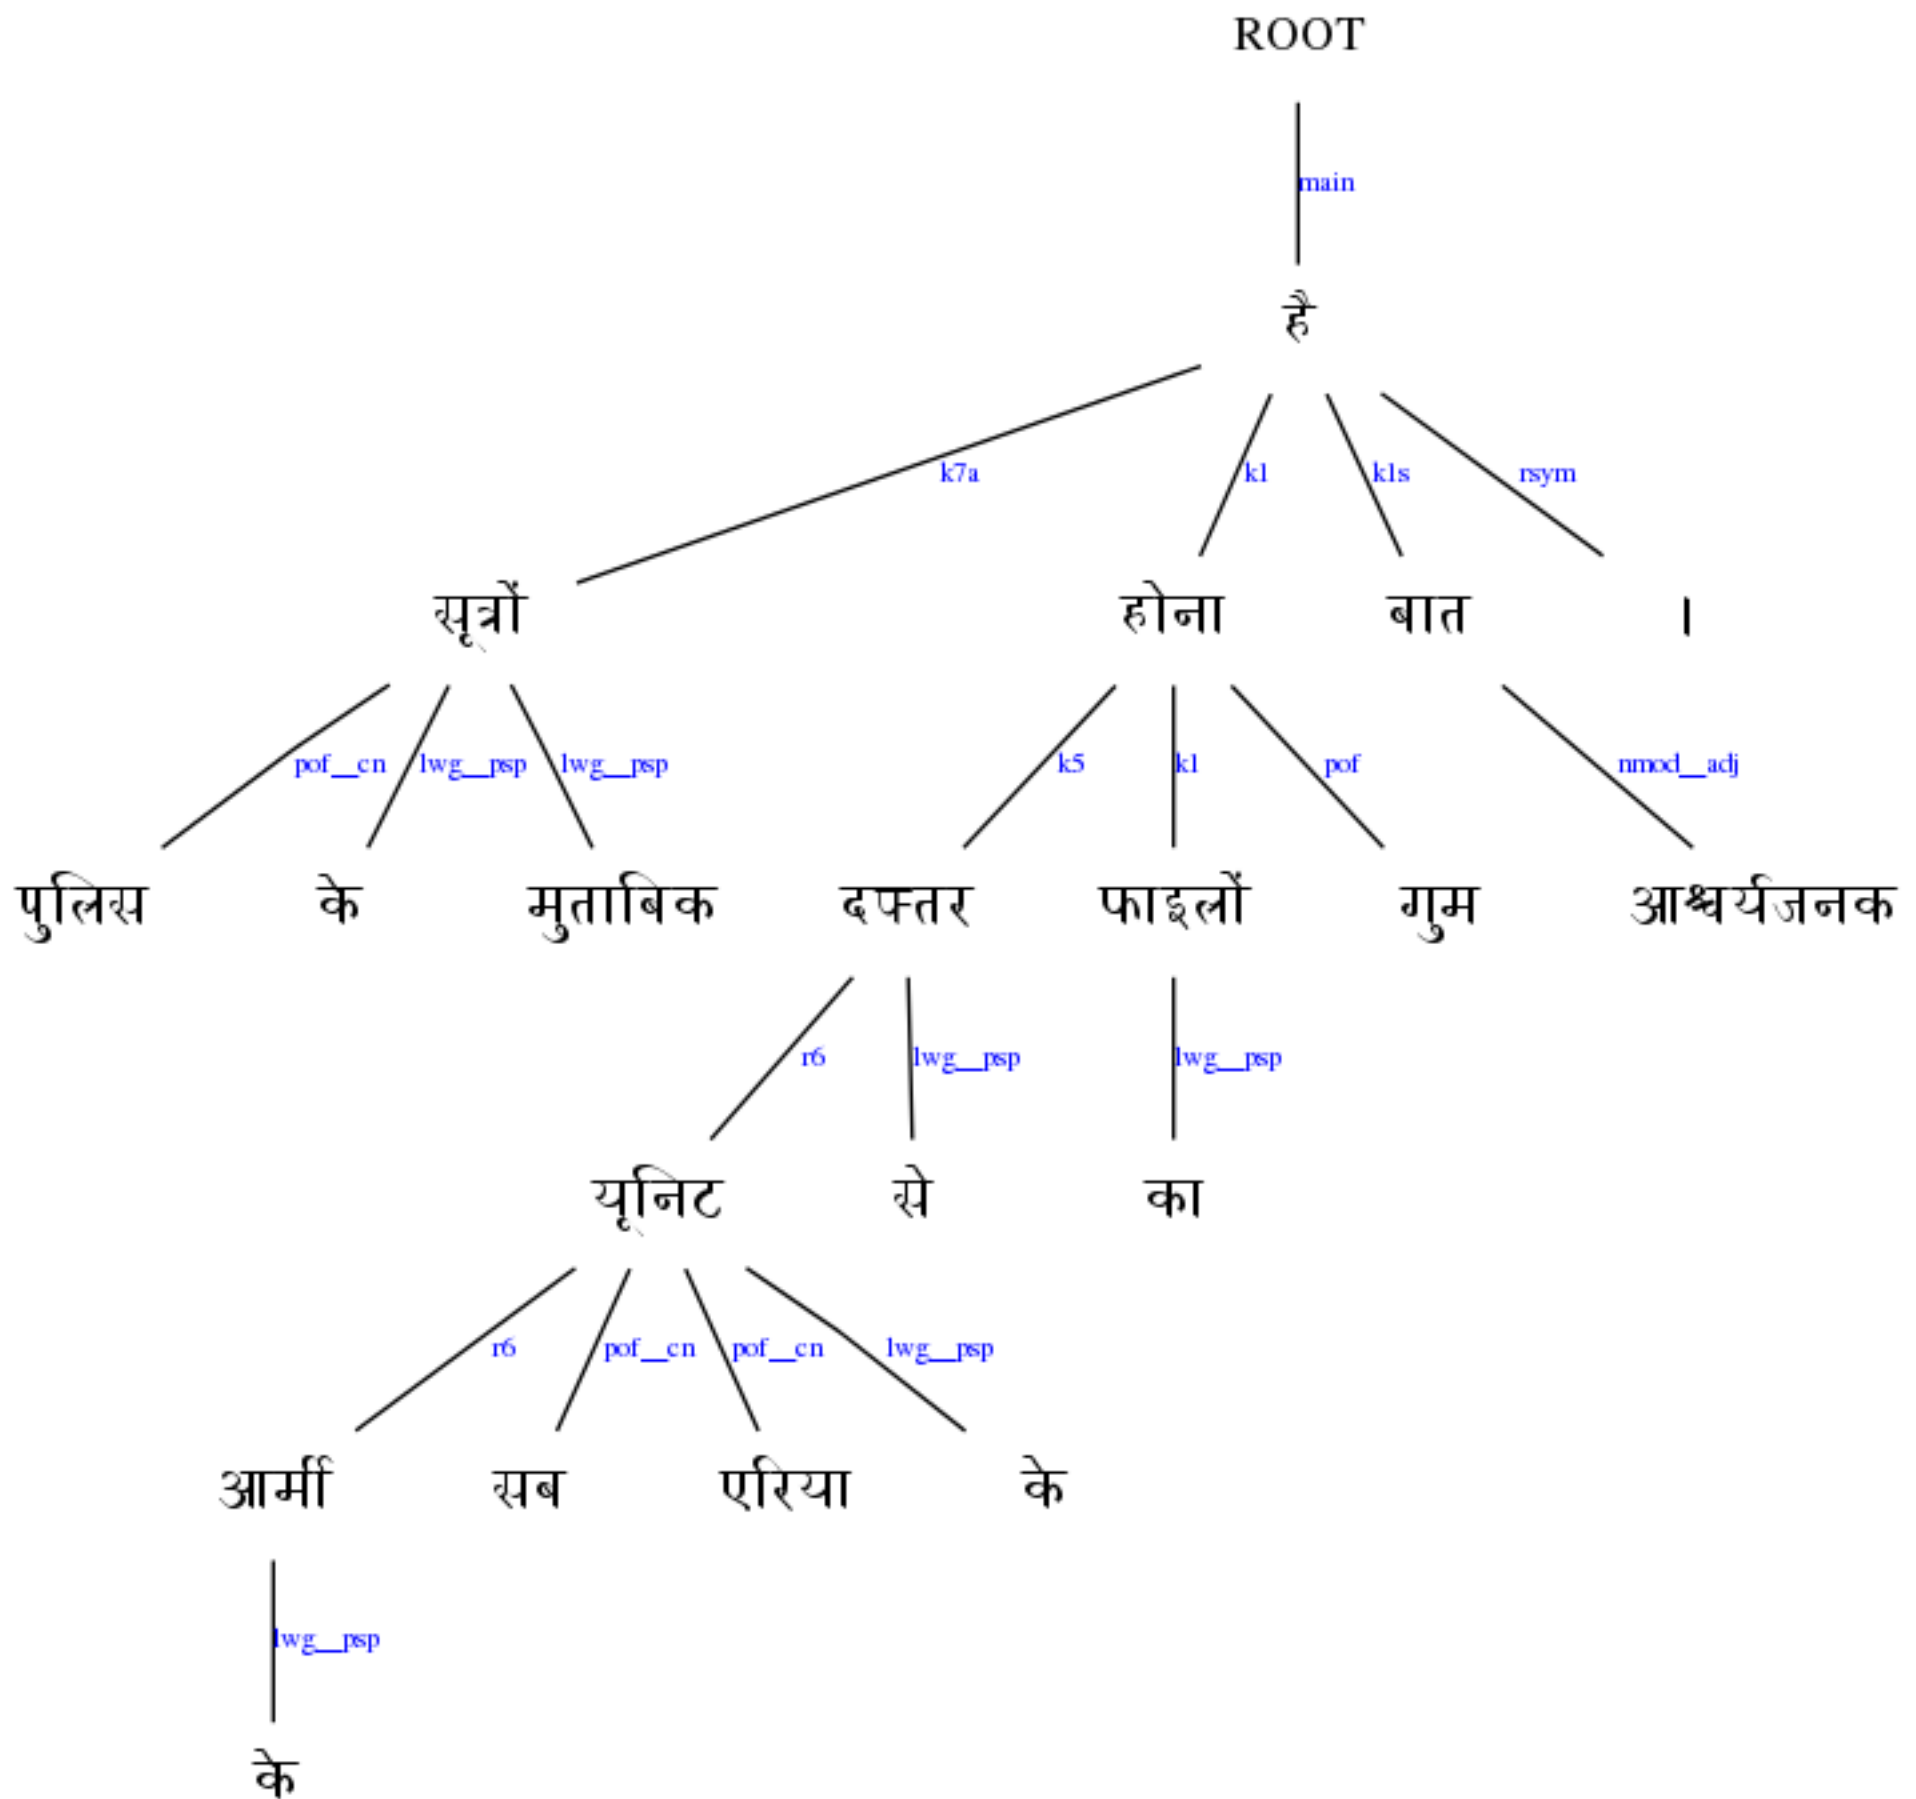 ROOT
main
है
k7a k1 k1s rsym
सूत्रों होना बात ।
pof__cn lwg__psp lwg__psp k5 k1 pof nmod__adj
पुलिस के मुताबिक दफ्तर फाइलों गुम आश्चर्यजनक
r6 lwg__psp lwg__psp
यूनिट से का
r6 pof__cn pof__cn lwg__psp
आर्मी सब एरिया के
lwg__psp
के